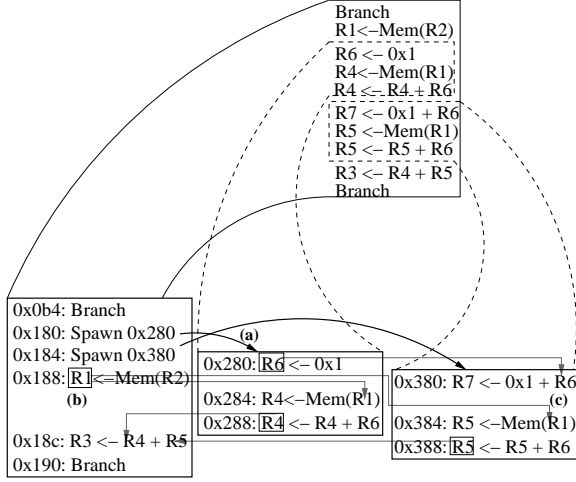 Branch
R1<–Mem(R2)
R6 <- 0x1
R4<–Mem(R1)
R4 <- R4 + R6
R7 <- 0x1 + R6
R5 <–Mem(R1)
R5 <- R5 + R6
R3 <- R4 + R5
Branch
0x0b4: Branch
0x180: Spawn 0x280
0x184: Spawn 0x380
0x188: R1 <–Mem(R2)
(b)
0x18c: R3 <- R4 + R5
0x190: Branch
(a)
0x280: R6 <- 0x1
0x284: R4<–Mem(R1)
0x288: R4 <- R4 + R6
0x380: R7 <- 0x1 + R6
(c)
0x384: R5 <–Mem(R1)
0x388: R5 <- R5 + R6